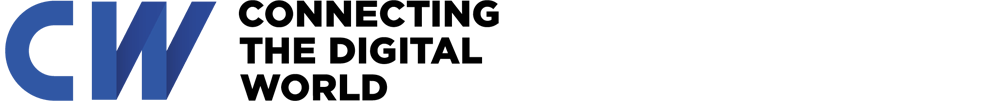 CW
CONNECTING
THE DIGITAL
WORLD